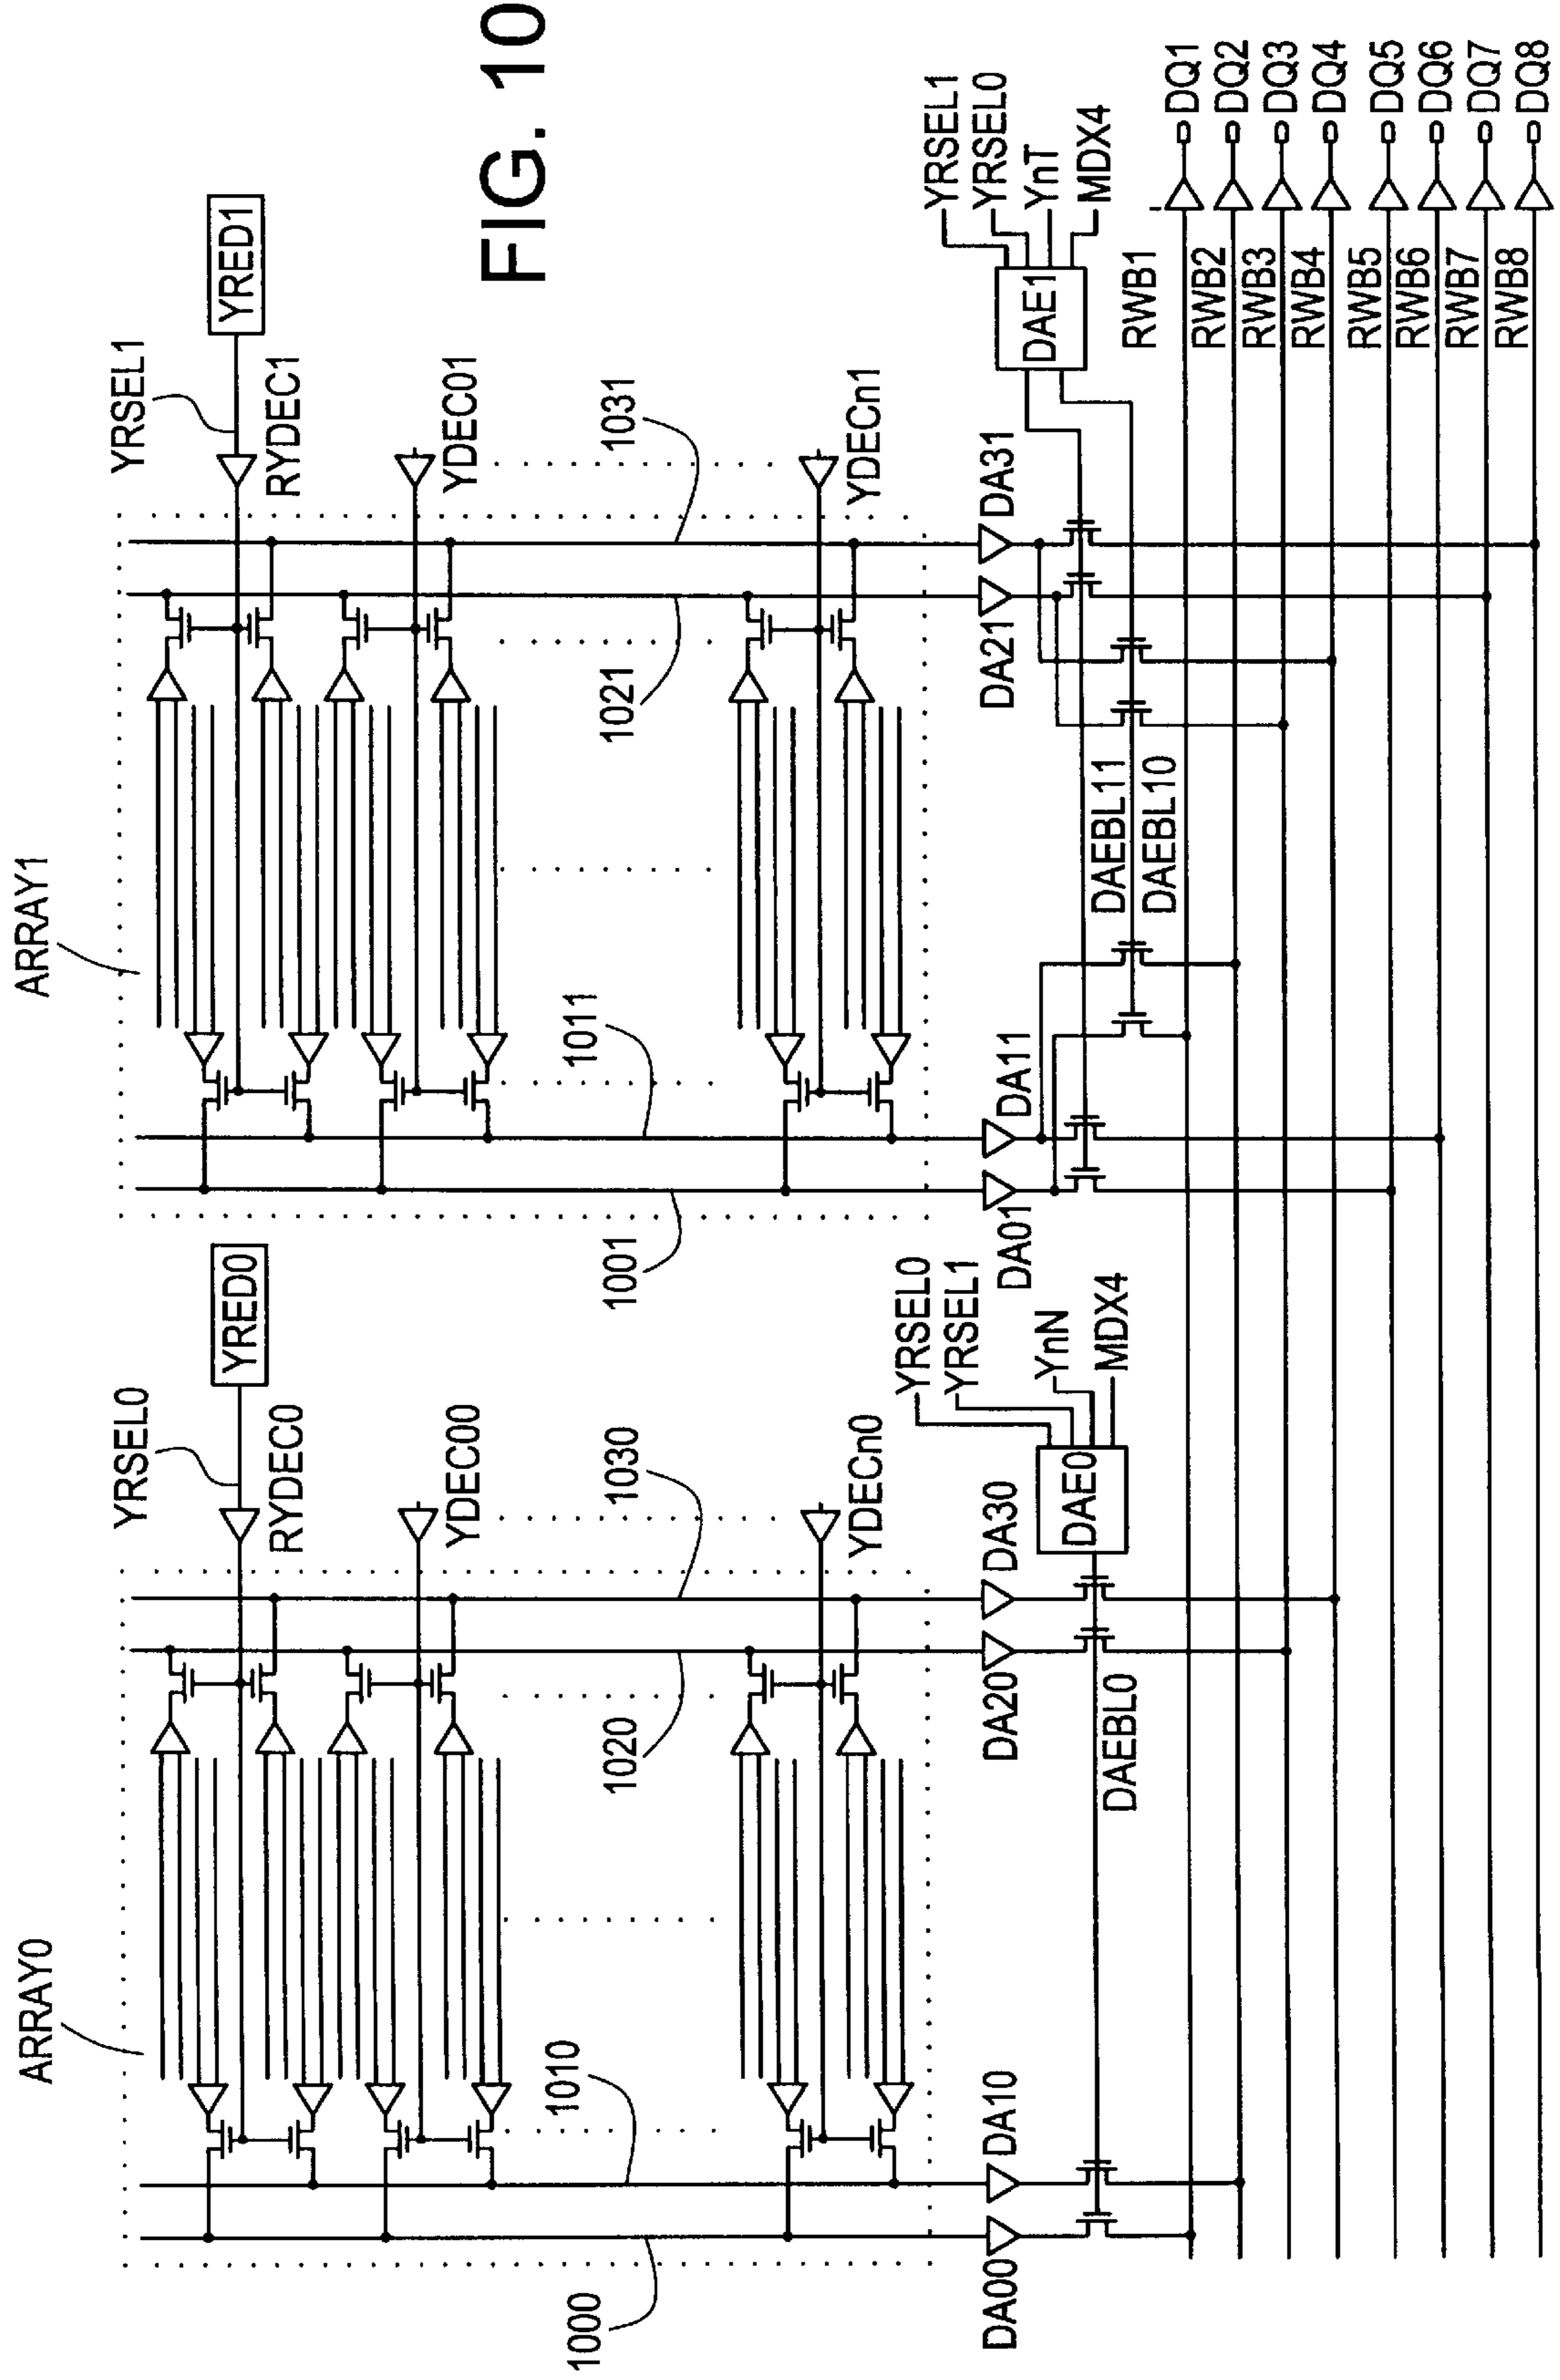 FIG. 10
ARRAY0
ARRAY1
YRSEL0
YRED0
YRSEL1
YRED1
RYDEC0
RYDEC1
YDEC00
YDEC01
1000
1010
1020
1030
YDECn0
1001
1011
1021
1031
YDECn1
DA00
DA10
DA20
DA30
YRSEL0
YRSEL1
YnN
MDX4
DAE0
DAEBL0
DA01
DA11
DA21
DA31
YRSEL1
YRSEL0
YnT
MDX4
DAE1
DAEBL11
DAEBL10
RWB1
DQ1
RWB2
DQ2
RWB3
DQ3
RWB4
DQ4
RWB5
DQ5
RWB6
DQ6
RWB7
DQ7
RWB8
DQ8